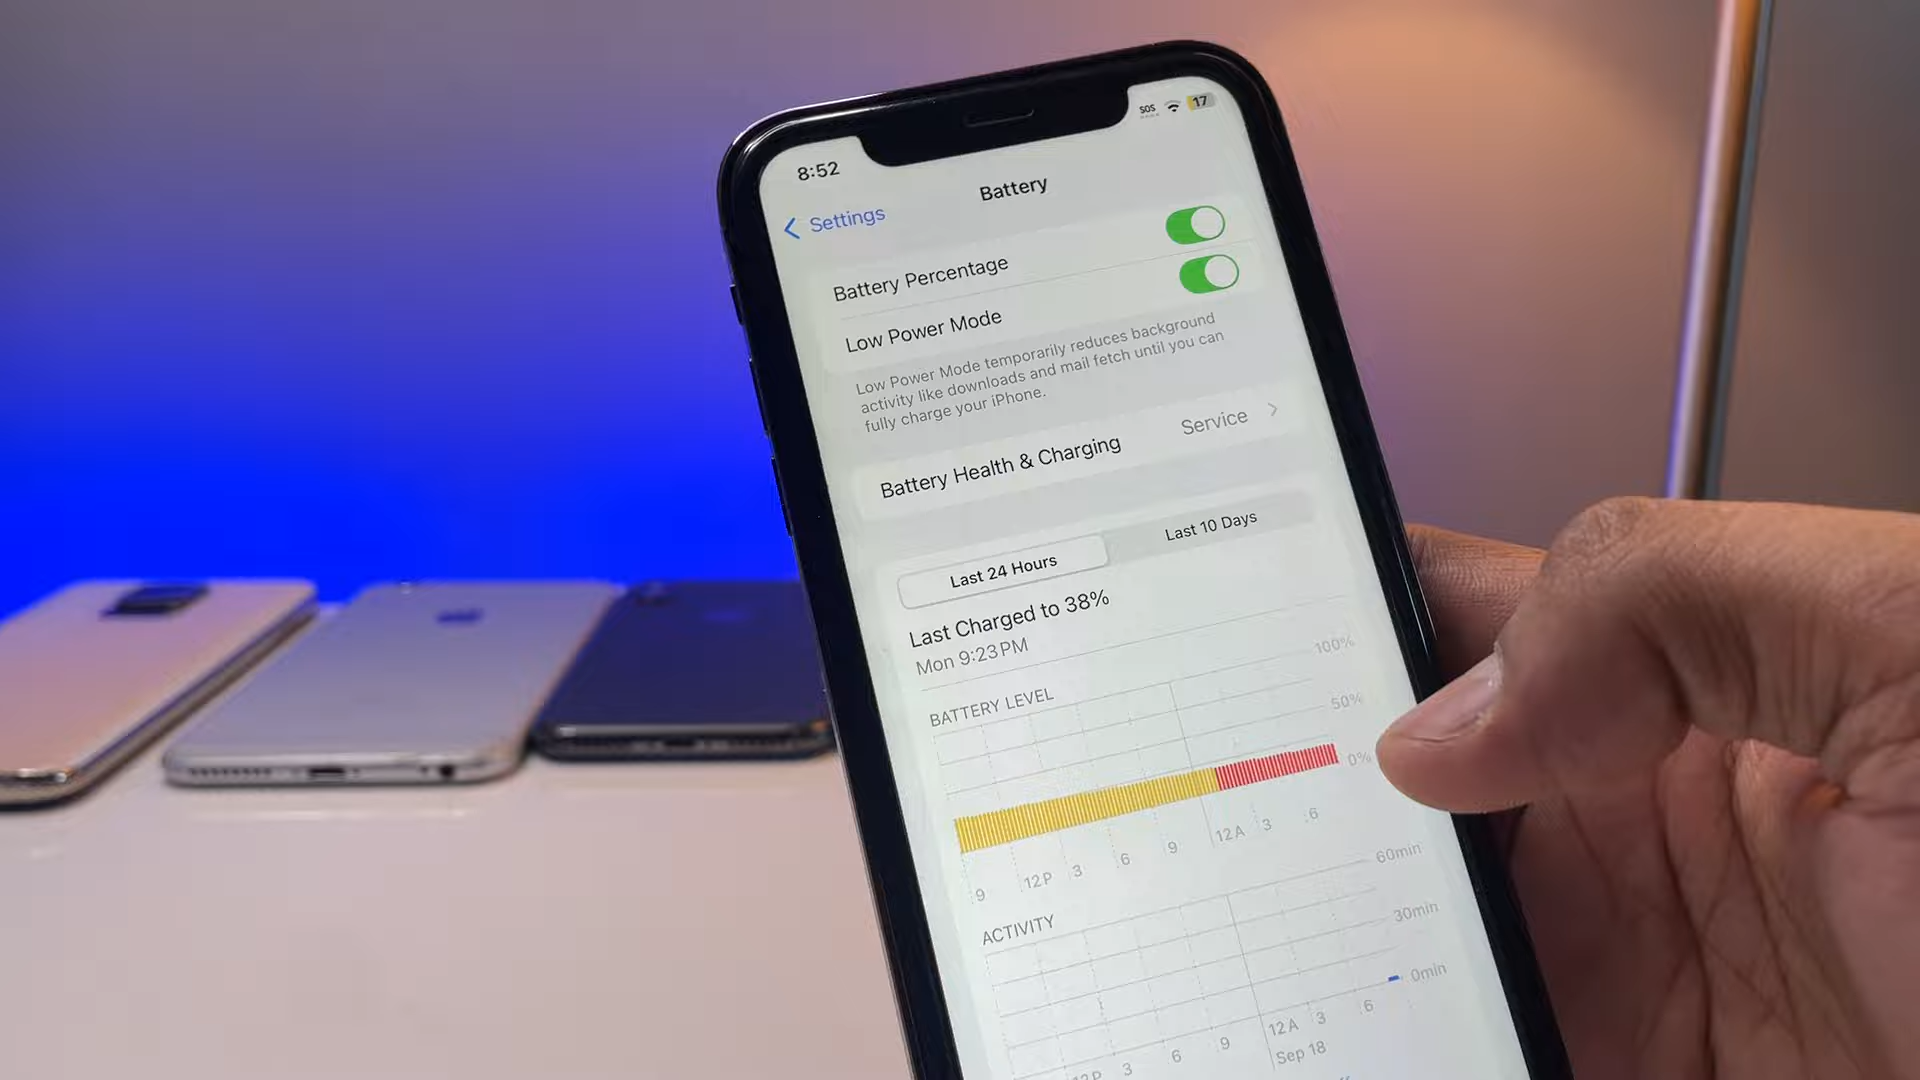 SOS 17
8:52
Settings
Battery
Battery Percentage
Low Power Mode
Low Power Mode temporarily reduces background
activity like downloads and mail fetch until you can
fully charge your iPhone.
Battery Health & Charging Service
Last 24 Hours Last 10 Days
Last Charged to 38%
Mon 9:23 PM
BATTERY LEVEL
100%
50%
0%
9 12 P 3 6 9 12 A 3 6
ACTIVITY
60min
30min
0min
12 P 3 6 9 12 A 3 6
Sep 18